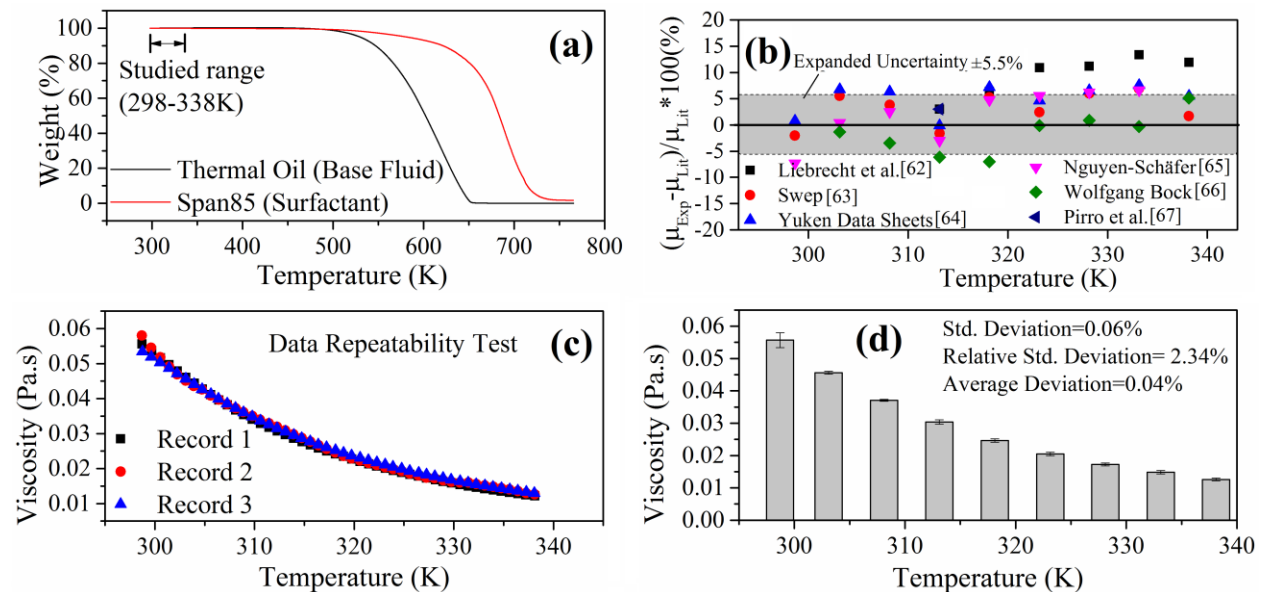 (a)
100
80
60
40
20
0
Weight (%)
Studied range
(298-338K)
Thermal Oil (Base Fluid)
Span85 (Surfactant)
300 400 500 600 700 800
Temperature (K)
(b)
20
15
10
5
0
-5
-10
-15
-20
(μExp-μLit)/μLit*100(%)
Expanded Uncertainty ±5.5%
Liebrecht et al.[62]
Swep[63]
Yuken Data Sheets[64]
Nguyen-Schäfer[65]
Wolfgang Bock[66]
Pirro et al.[67]
300 310 320 330 340
Temperature (K)
(c)
0.06
0.05
0.04
0.03
0.02
0.01
Viscosity (Pa.s)
Data Repeatability Test
Record 1
Record 2
Record 3
300 310 320 330 340
Temperature (K)
(d)
0.06
0.05
0.04
0.03
0.02
0.01
0.00
Viscosity (Pa.s)
Std. Deviation=0.06%
Relative Std. Deviation= 2.34%
Average Deviation=0.04%
300 310 320 330 340
Temperature (K)